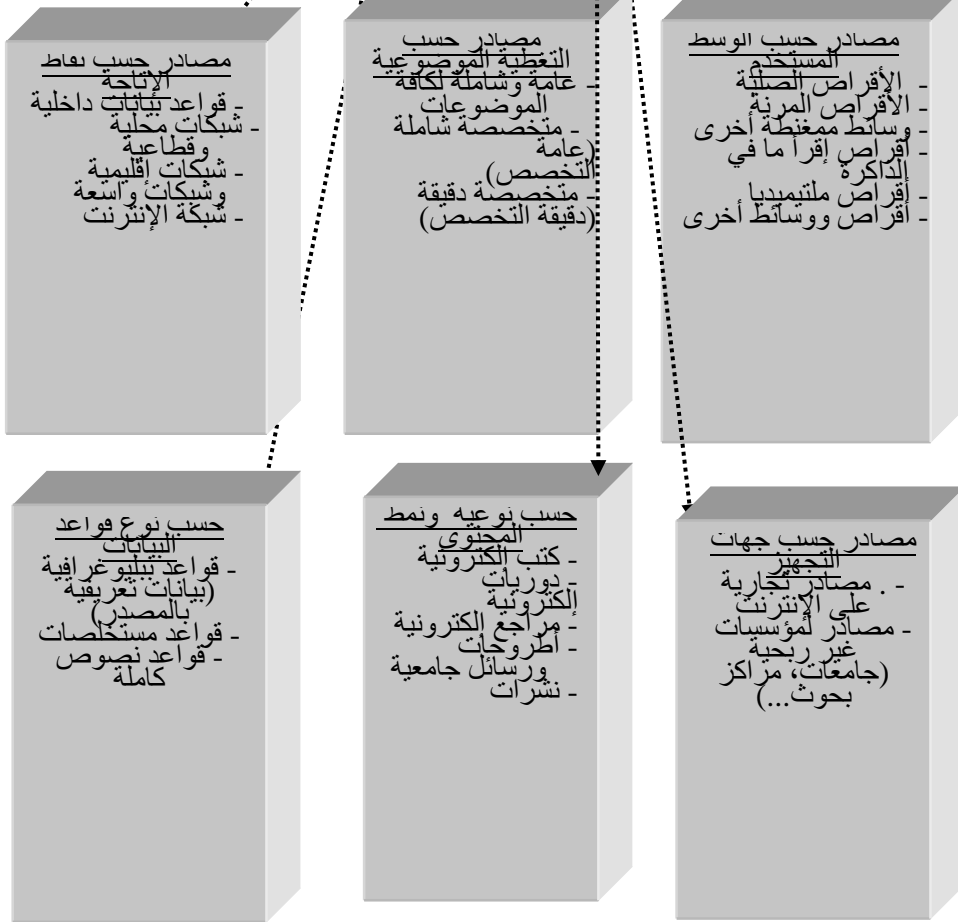 مصادر حسب الوسط
المستخدم
- الأقراص الصلبة
- الأقراص المرنة
- وسائط ممغنطة أخرى
- أقراص إقرأ ما في
الذاكرة
- أقراص ملتيميديا
- أقراص ووسائط أخرى
مصادر حسب
التغطية الموضوعية
- عامة وشاملة لكافة
الموضوعات
- متخصصة شاملة
(عامة
التخصص)
- متخصصة دقيقة
(دقيقة التخصص)
مصادر حسب نقاط
الإتاحة
- قواعد بيانات داخلية
- شبكات محلية
وقطاعية
- شبكات إقليمية
وشبكات واسعة
- شبكة الإنترنت
مصادر حسب جهات
التجهيز
- . مصادر تجارية
على الإنترنت
- مصادر لمؤسسات
غير ربحية
(جامعات، مراكز
بحوث...)
حسب نوعية ونمط
المحتوى
- كتب إلكترونية
- دوريات
إلكترونية
- مراجع إلكترونية
- أطروحات
ورسائل جامعية
- نشرات
حسب نوع قواعد
البيانات
- قواعد ببليوغرافية
(بيانات تعريفية
بالمصدر)
- قواعد مستخلصات
- قواعد نصوص
كاملة